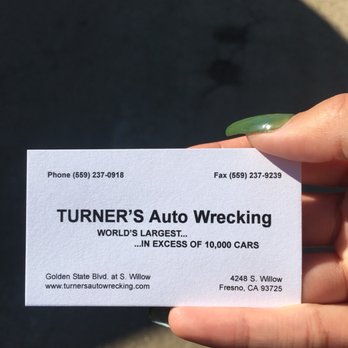 Phone (559) 237-0918
Fax (559) 237-9239
TURNER'S Auto Wrecking
WORLD'S LARGEST...
...IN EXCESS OF 10,000 CARS
Golden State Blvd. at S. Willow
www.turnersautowrecking.com
4248 S. Willow
Fresno, CA 93725